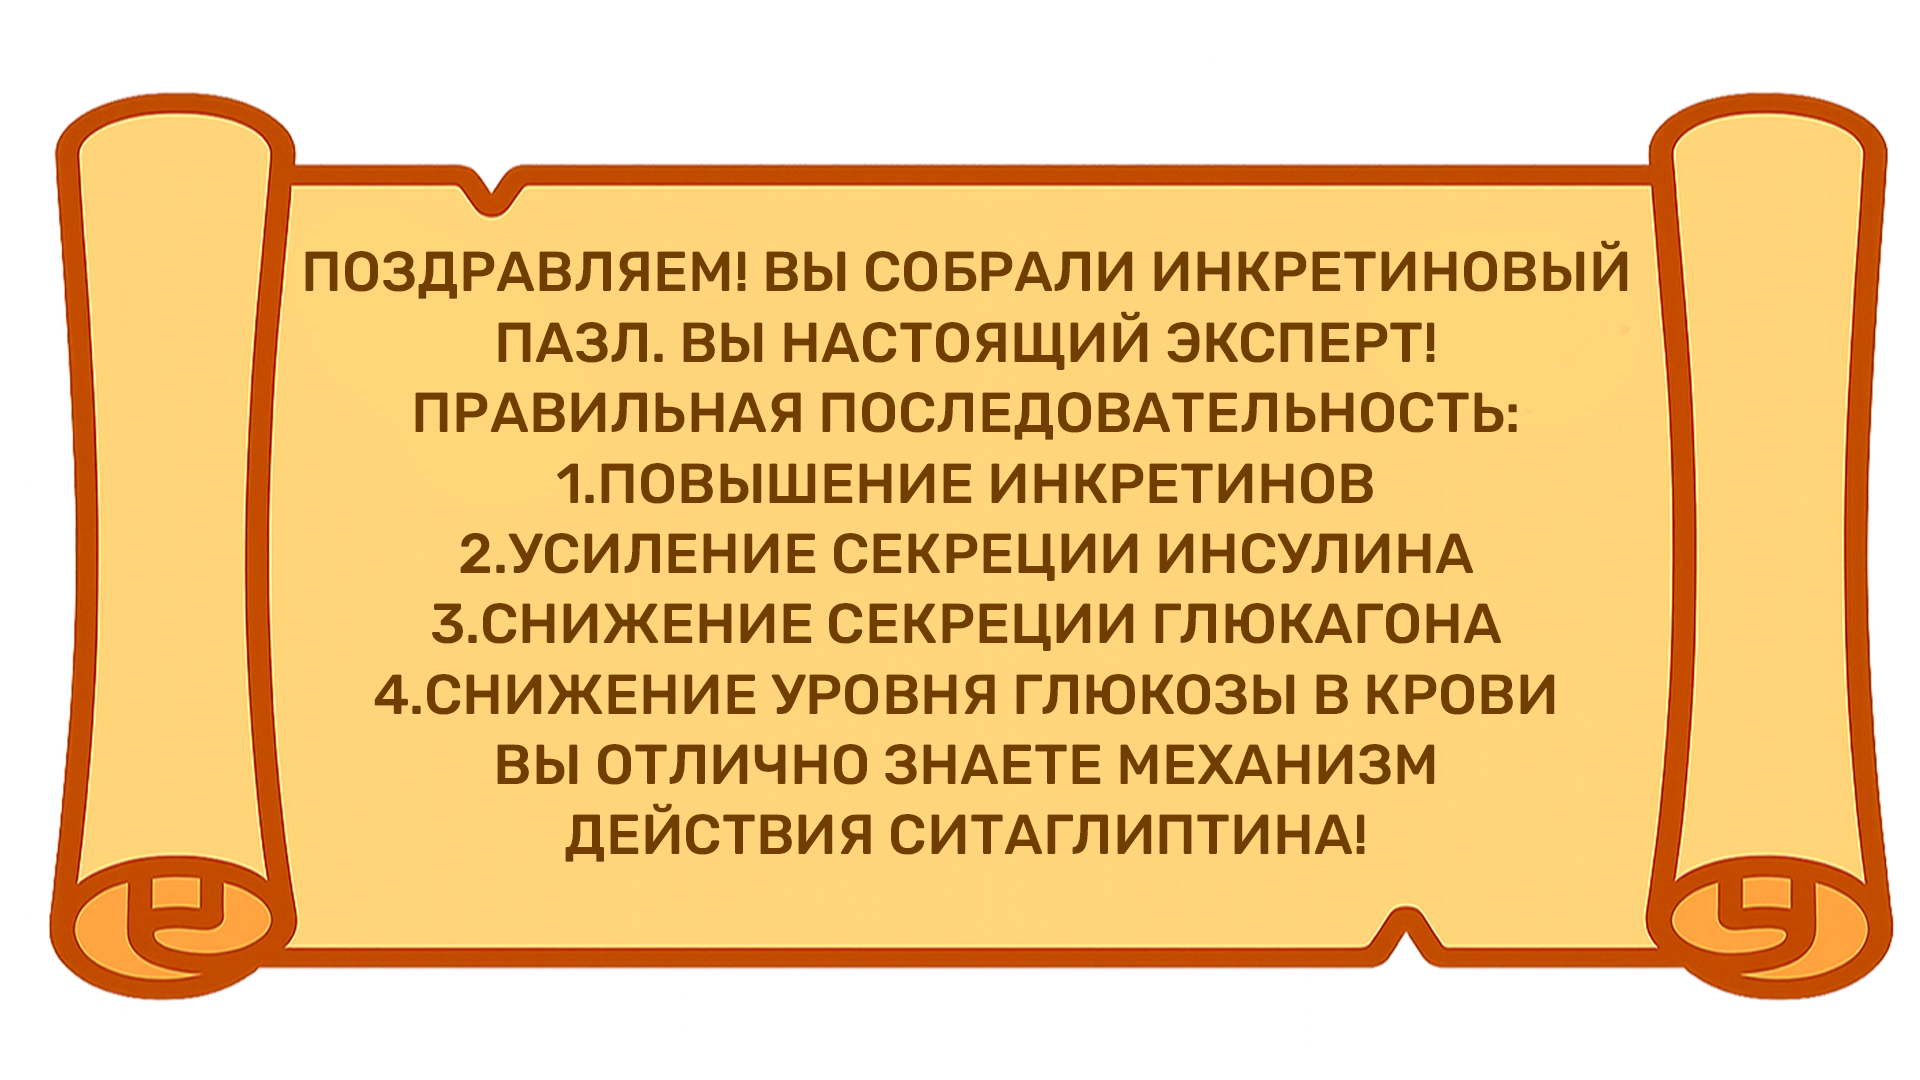 ПОЗДРАВЛЯЕМ! ВЫ СОБРАЛИ ИНКРЕТИНОВЫЙ
ПАЗЛ. ВЫ НАСТОЯЩИЙ ЭКСПЕРТ!
ПРАВИЛЬНАЯ ПОСЛЕДОВАТЕЛЬНОСТЬ:
1.ПОВЫШЕНИЕ ИНКРЕТИНОВ
2.УСИЛЕНИЕ СЕКРЕЦИИ ИНСУЛИНА
3.СНИЖЕНИЕ СЕКРЕЦИИ ГЛЮКАГОНА
4.СНИЖЕНИЕ УРОВНЯ ГЛЮКОЗЫ В КРОВИ
ВЫ ОТЛИЧНО ЗНАЕТЕ МЕХАНИЗМ
ДЕЙСТВИЯ СИТАГЛИПТИНА!